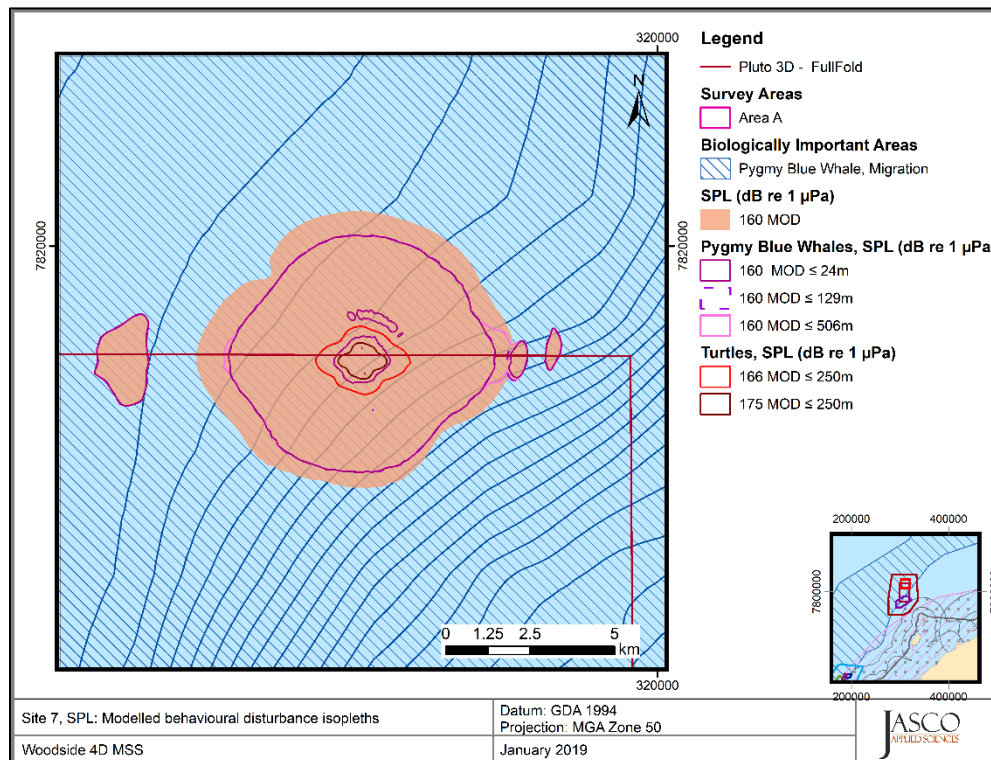 320000
7820000
7820000
N
0 1.25 2.5 5
km
320000
Legend
Pluto 3D - FullFold
Survey Areas
Area A
Biologically Important Areas
Pygmy Blue Whale, Migration
SPL (dB re 1 µPa)
160 MOD
Pygmy Blue Whales, SPL (dB re 1 µPa
160 MOD ≤ 24m
160 MOD ≤ 129m
160 MOD ≤ 506m
Turtles, SPL (dB re 1 µPa)
166 MOD ≤ 250m
175 MOD ≤ 250m
200000 400000
7800000
200000 400000
Site 7, SPL: Modelled behavioural disturbance isopleths
Datum: GDA 1994
Projection: MGA Zone 50
Woodside 4D MSS
January 2019
JASCO
APPLIED SCIENCES